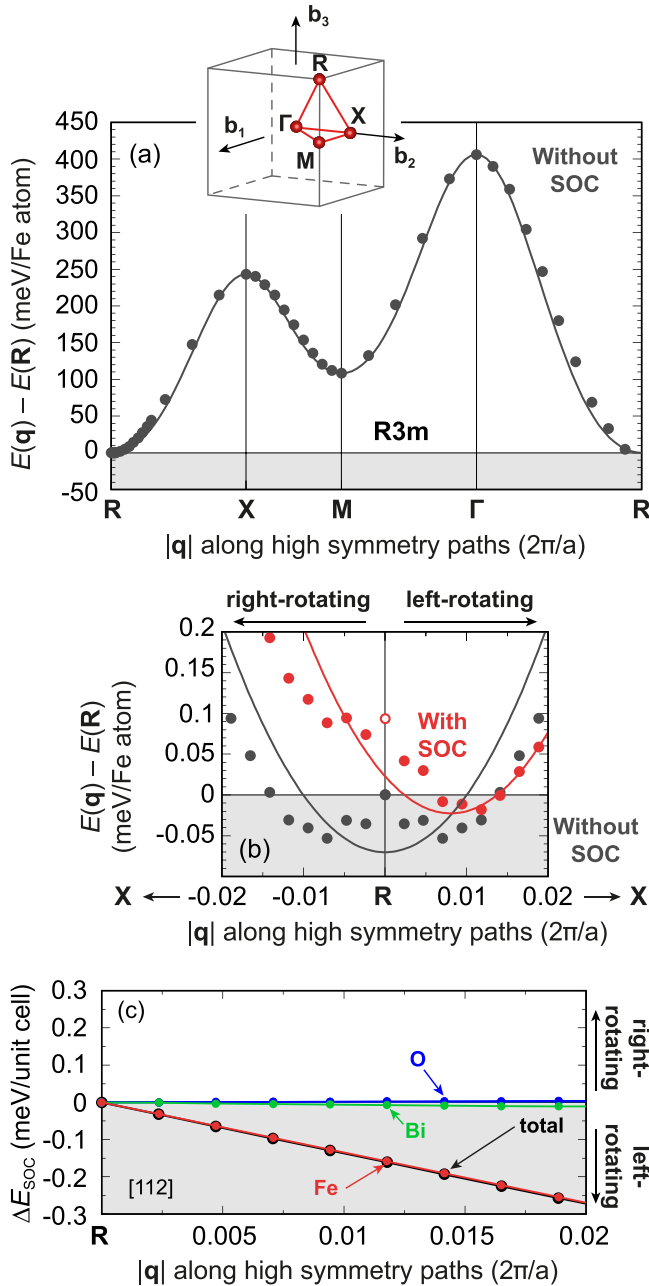 b₃
R
Γ
X
b₁
b₂
M
(a)
Without
SOC
450
400
350
300
250
200
150
100
50
0
-50
E(q) – E(R) (meV/Fe atom)
R3m
R X M Γ R
|q| along high symmetry paths (2π/a)
right-rotating left-rotating
0.2
0.15
0.1
0.05
0
-0.05
E(q) – E(R)
(meV/Fe atom)
With
SOC
Without
SOC
(b)
X -0.02 -0.01 R 0.01 0.02 X
|q| along high symmetry paths (2π/a)
(c)
0.3
0.2
0.1
0
-0.1
-0.2
-0.3
ΔE_SOC (meV/unit cell)
O
Bi
total
Fe
[112]
right-
rotating
left-
rotating
R 0.005 0.01 0.015 0.02
|q| along high symmetry paths (2π/a)